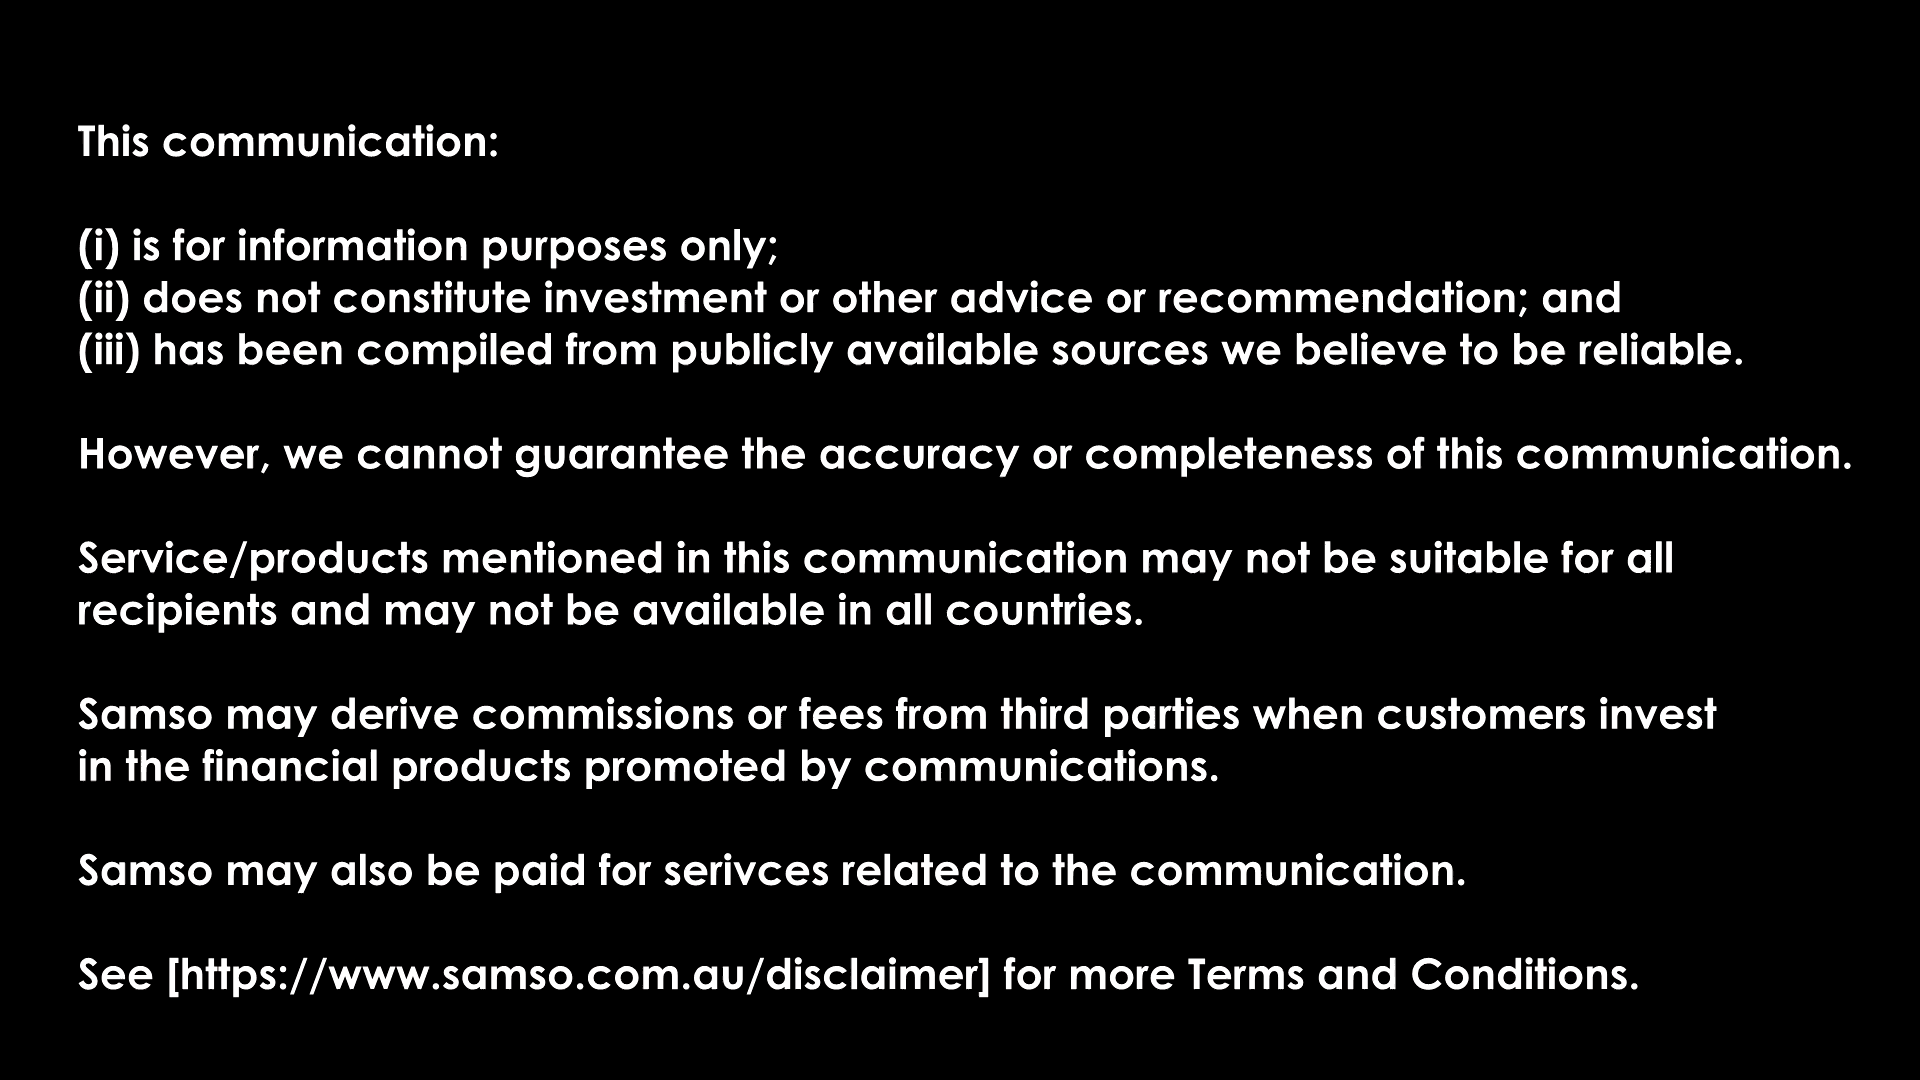 This communication:
(i) is for information purposes only;
(ii) does not constitute investment or other advice or recommendation; and
(iii) has been compiled from publicly available sources we believe to be reliable.
However, we cannot guarantee the accuracy or completeness of this communication.
Service/products mentioned in this communication may not be suitable for all
recipients and may not be available in all countries.
Samso may derive commissions or fees from third parties when customers invest
in the financial products promoted by communications.
Samso may also be paid for serivces related to the communication.
See [https://www.samso.com.au/disclaimer] for more Terms and Conditions.